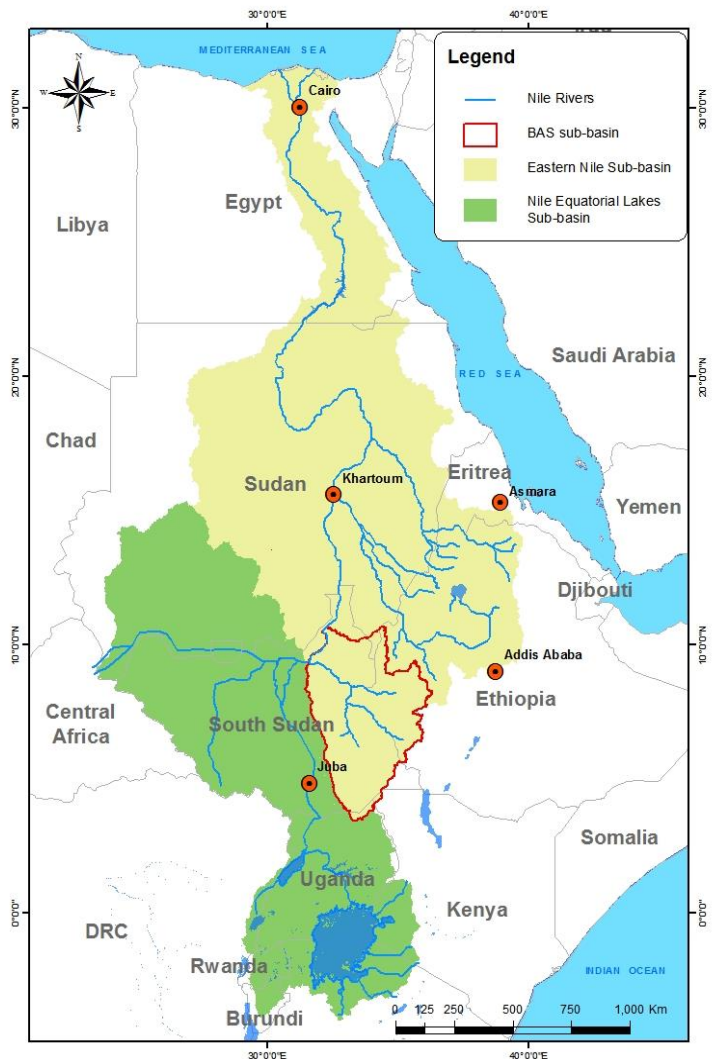 30°0'0"E
40°0'0"E
MEDITERRANEAN SEA
N
W
E
S
Legend
Nile Rivers
BAS sub-basin
Eastern Nile Sub-basin
Nile Equatorial Lakes
Sub-basin
30°0'0"N
30°0'0"N
Cairo
Egypt
Libya
Saudi Arabia
20°0'0"N
20°0'0"N
RED SEA
Chad
Sudan
Khartoum
Eritrea
Asmara
Yemen
Djibouti
10°0'0"N
10°0'0"N
Addis Ababa
Ethiopia
Central
Africa
South Sudan
Juba
Somalia
Uganda
Kenya
0°0'0"
0°0'0"
DRC
Rwanda
INDIAN OCEAN
Burundi
0 125 250 500 750 1,000 Km
30°0'0"E
40°0'0"E